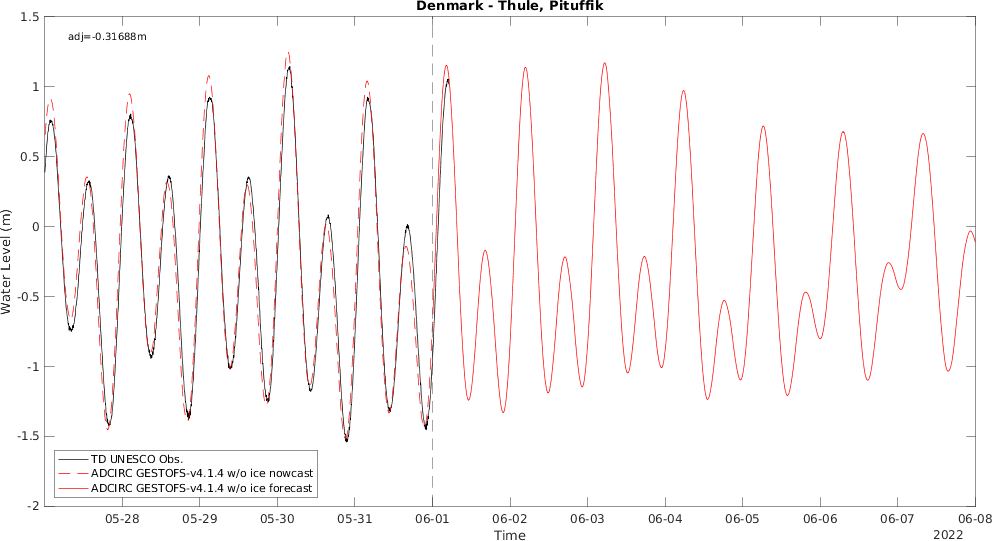 Denmark - Thule, Pituffik
adj=-0.31688m
Water Level (m)
1.5
1
0.5
0
-0.5
-1
-1.5
-2
TD UNESCO Obs.
ADCIRC GESTOFS-v4.1.4 w/o ice nowcast
ADCIRC GESTOFS-v4.1.4 w/o ice forecast
05-28 05-29 05-30 05-31 06-01 06-02 06-03 06-04 06-05 06-06 06-07 06-08
Time
2022